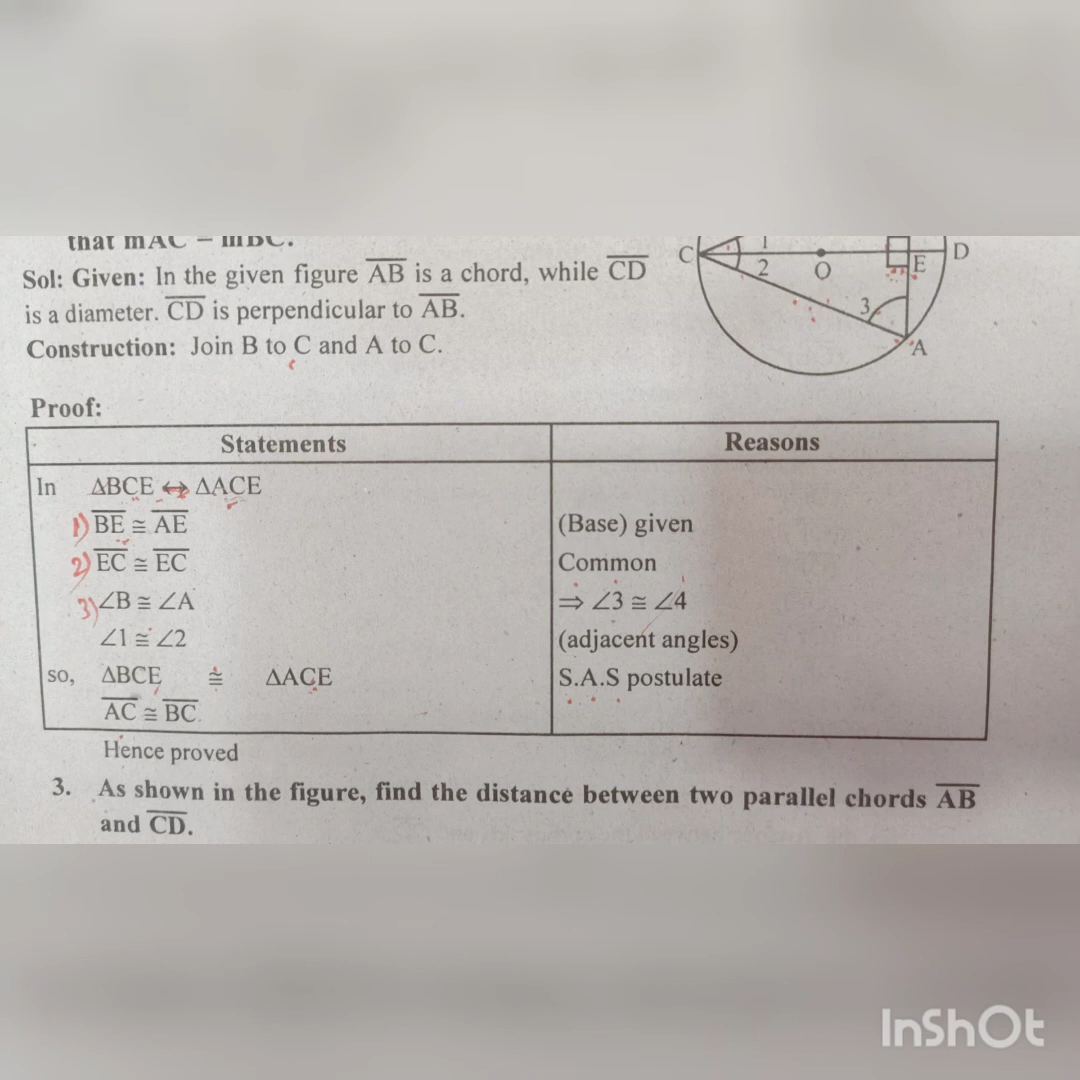 that mAC = mBC.
Sol: Given: In the given figure AB is a chord, while CD
is a diameter. CD is perpendicular to AB.
Construction: Join B to C and A to C.
C 1 2 O E D
3
A
Proof:
Statements Reasons
In ΔBCE ↔ ΔACE
1) BE ≅ AE (Base) given
2) EC ≅ EC Common
3) ∠B ≅ ∠A ⇒ ∠3 ≅ ∠4
∠1 ≅ ∠2 (adjacent angles)
so, ΔBCE ≅ ΔACE S.A.S postulate
AC ≅ BC.
Hence proved
3. As shown in the figure, find the distance between two parallel chords AB
and CD.
InShOt